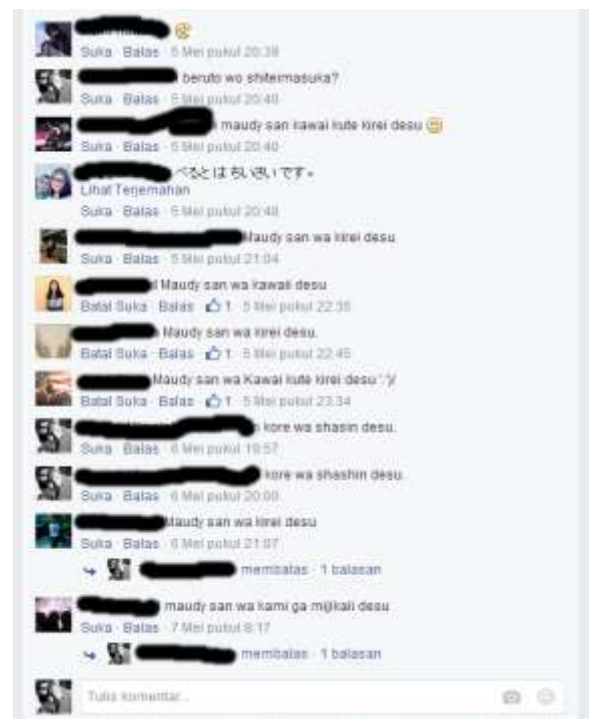 Suka · Balas · 5 Mei pukul 20:39
beruto wo shitermasuka?
Suka · Balas · 5 Mei pukul 20:40
maudy san kawai kute kirei desu
Suka · Balas · 5 Mei pukul 20:40
べるとはちいさいです。
Lihat Terjemahan
Suka · Balas · 5 Mei pukul 20:48
Maudy san wa kirei desu
Suka · Balas · 5 Mei pukul 21:04
Maudy san wa kawaii desu
Batal Suka · Balas · 1 · 5 Mei pukul 22:35
Maudy san wa kirei desu.
Batal Suka · Balas · 1 · 5 Mei pukul 22:45
Maudy san wa Kawai kute kirei desu
Batal Suka · Balas · 1 · 5 Mei pukul 23:34
kore wa shasin desu.
Suka · Balas · 6 Mei pukul 19:57
kore wa shashin desu.
Suka · Balas · 6 Mei pukul 20:00
Maudy san wa kirei desu
Suka · Balas · 6 Mei pukul 21:07
membalas · 1 balasan
maudy san wa kami ga mijikali desu
Suka · Balas · 7 Mei pukul 8:17
membalas · 1 balasan
Tulis komentar...